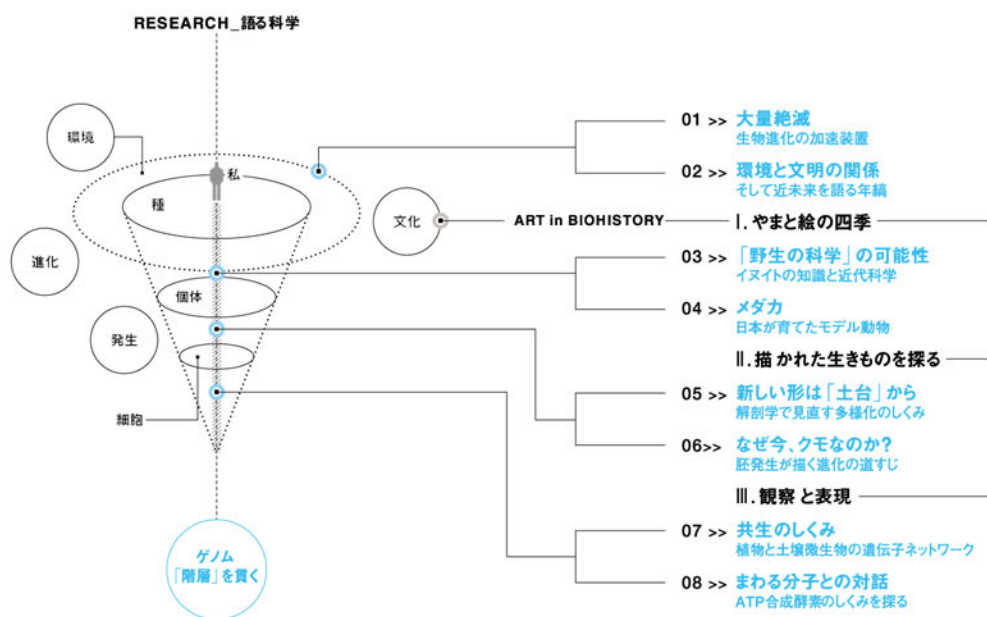 RESEARCH_語る科学
環境
私
種
進化
個体
発生
細胞
ゲノム
「階層」を貫く
文化
ART in BIOHISTORY
01 >> 大量絶滅
生物進化の加速装置
02 >> 環境と文明の関係
そして近未来を語る年縞
Ⅰ.やまと絵の四季
03 >> 「野生の科学」の可能性
イヌイトの知識と近代科学
04 >> メダカ
日本が育てたモデル動物
Ⅱ.描かれた生きものを探る
05 >> 新しい形は「土台」から
解剖学で見直す多様化のしくみ
06>> なぜ今、クモなのか?
胚発生が描く進化の道すじ
Ⅲ.観察と表現
07 >> 共生のしくみ
植物と土壌微生物の遺伝子ネットワーク
08 >> まわる分子との対話
ATP合成酵素のしくみを探る